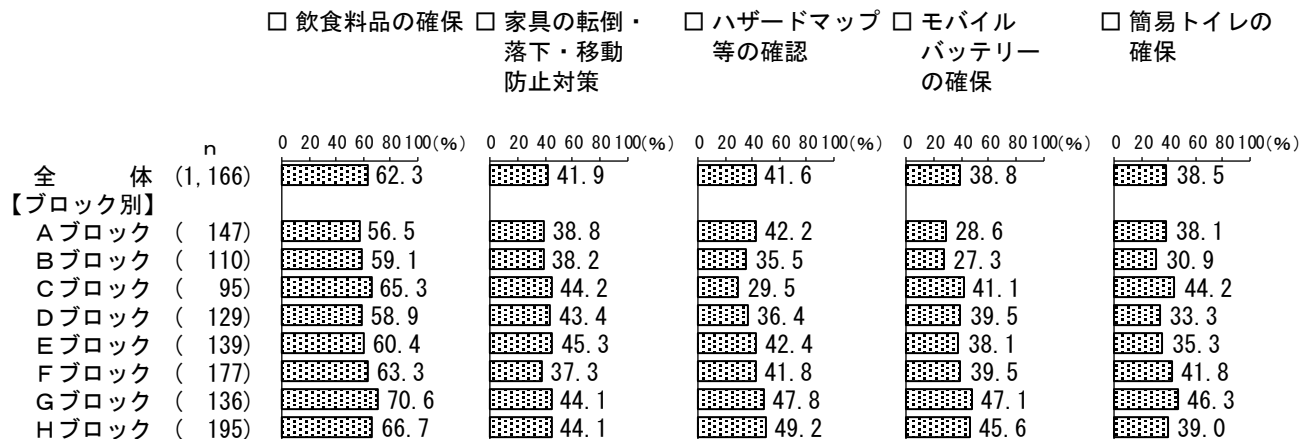 □ 飲食料品の確保 □ 家具の転倒・ □ ハザードマップ □ モバイル □ 簡易トイレの
落下・移動 等の確認 バッテリー 確保
防止対策 の確保
n 0 20 40 60 80 100(%) 0 20 40 60 80 100(%) 0 20 40 60 80 100(%) 0 20 40 60 80 100(%) 0 20 40 60 80 100(%)
全 体 (1,166) 62.3 41.9 41.6 38.8 38.5
【ブロック別】
Aブロック ( 147) 56.5 38.8 42.2 28.6 38.1
Bブロック ( 110) 59.1 38.2 35.5 27.3 30.9
Cブロック ( 95) 65.3 44.2 29.5 41.1 44.2
Dブロック ( 129) 58.9 43.4 36.4 39.5 33.3
Eブロック ( 139) 60.4 45.3 42.4 38.1 35.3
Fブロック ( 177) 63.3 37.3 41.8 39.5 41.8
Gブロック ( 136) 70.6 44.1 47.8 47.1 46.3
Hブロック ( 195) 66.7 44.1 49.2 45.6 39.0